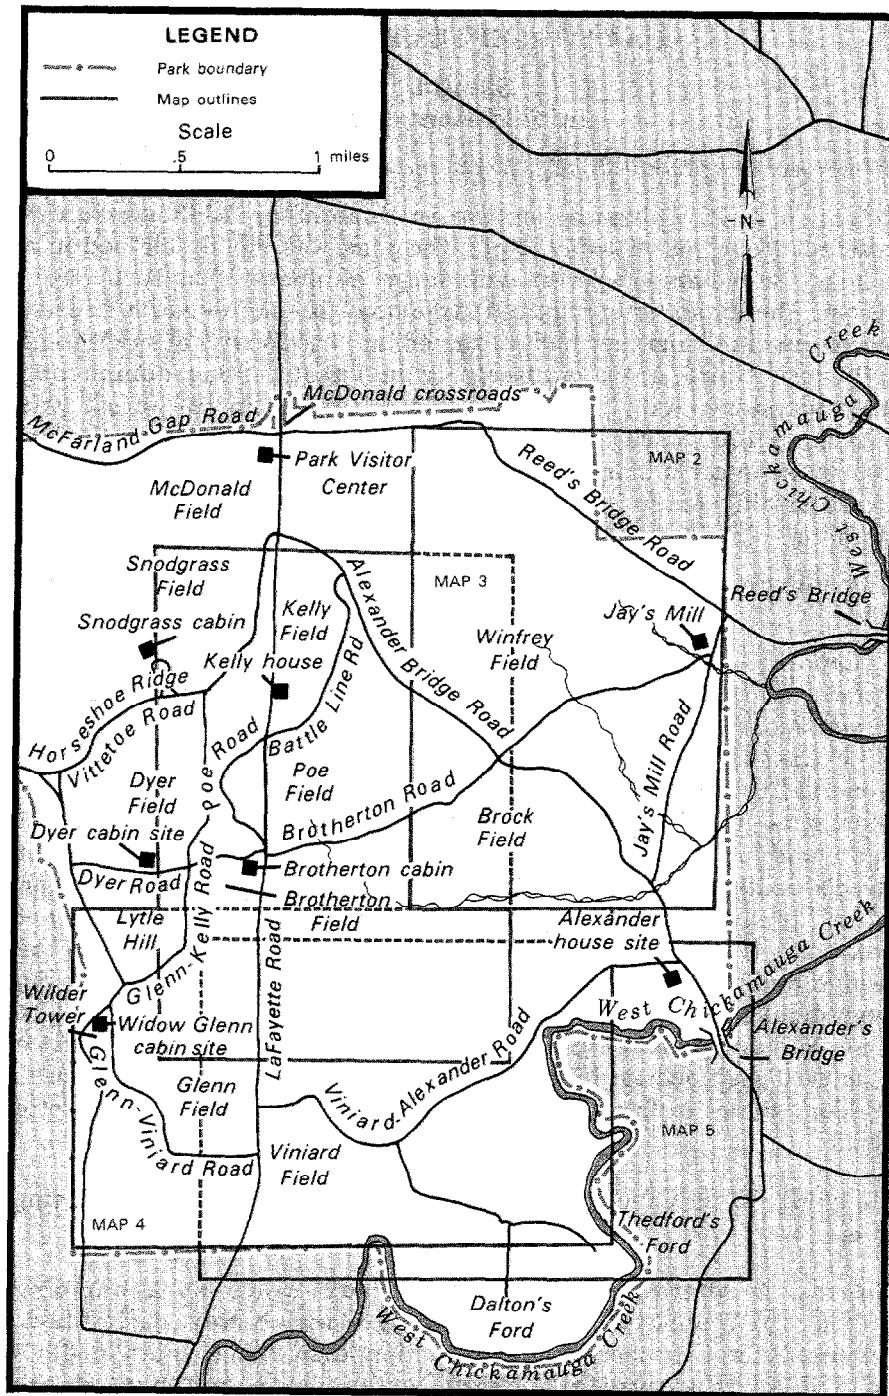 LEGEND
Park boundary
Map outlines
Scale
0 .5 1 miles
-N-
Creek
Chickamauga
West
McDonald crossroads
McFarland Gap Road
Park Visitor
Center
MAP 2
Reed's Bridge Road
McDonald
Field
Snodgrass
Field
MAP 3
Alexander Bridge Road
Kelly
Field
Jay's Mill
Reed's Bridge
Snodgrass cabin
Winfrey
Field
Kelly house
Battle Line Rd
Horseshoe Ridge
Vittetoe Road
Poe Road
Jay's Mill Road
Dyer
Field
Poe
Field
Brotherton Road
Brock
Field
Dyer cabin site
Brotherton cabin
Dyer Road
Brotherton
Field
Glenn-Kelly Road
Lytle
Hill
Alexander
house site
LaFayette Road
West Chickamauga Creek
Wilder
Tower
Widow Glenn
cabin site
Alexander's
Bridge
Glenn-Viniard Road
Glenn
Field
Viniard-Alexander Road
MAP 5
Viniard
Field
MAP 4
Thedford's
Ford
Dalton's
Ford
West Chickamauga Creek